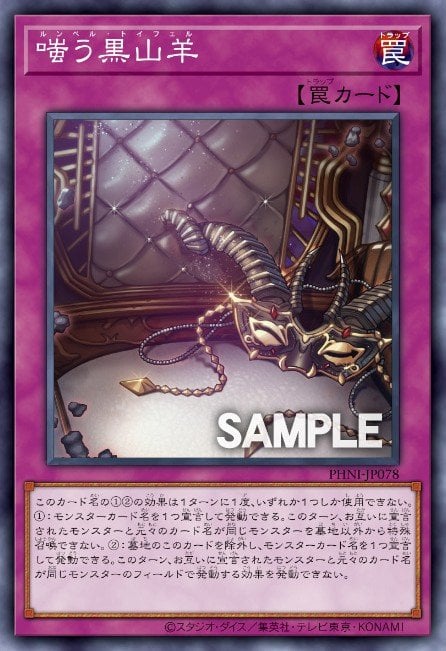 ルンペル・トイフェル
嗤う黒山羊
トラップ
罠
トラップ
【罠カード】
SAMPLE
PHNI-JP078
このカード名の①②の効果は1ターンに1度、いずれか1つしか使用できない。
①:モンスターカード名を1つ宣言して発動できる。このターン、お互いに宣言
されたモンスターと元々のカード名が同じモンスターを墓地以外から特殊
召喚できない。②:墓地のこのカードを除外し、モンスターカード名を1つ宣言
して発動できる。このターン、お互いに宣言されたモンスターと元々のカード名
が同じモンスターのフィールドで発動する効果を発動できない。
©スタジオ・ダイス/集英社・テレビ東京・KONAMI